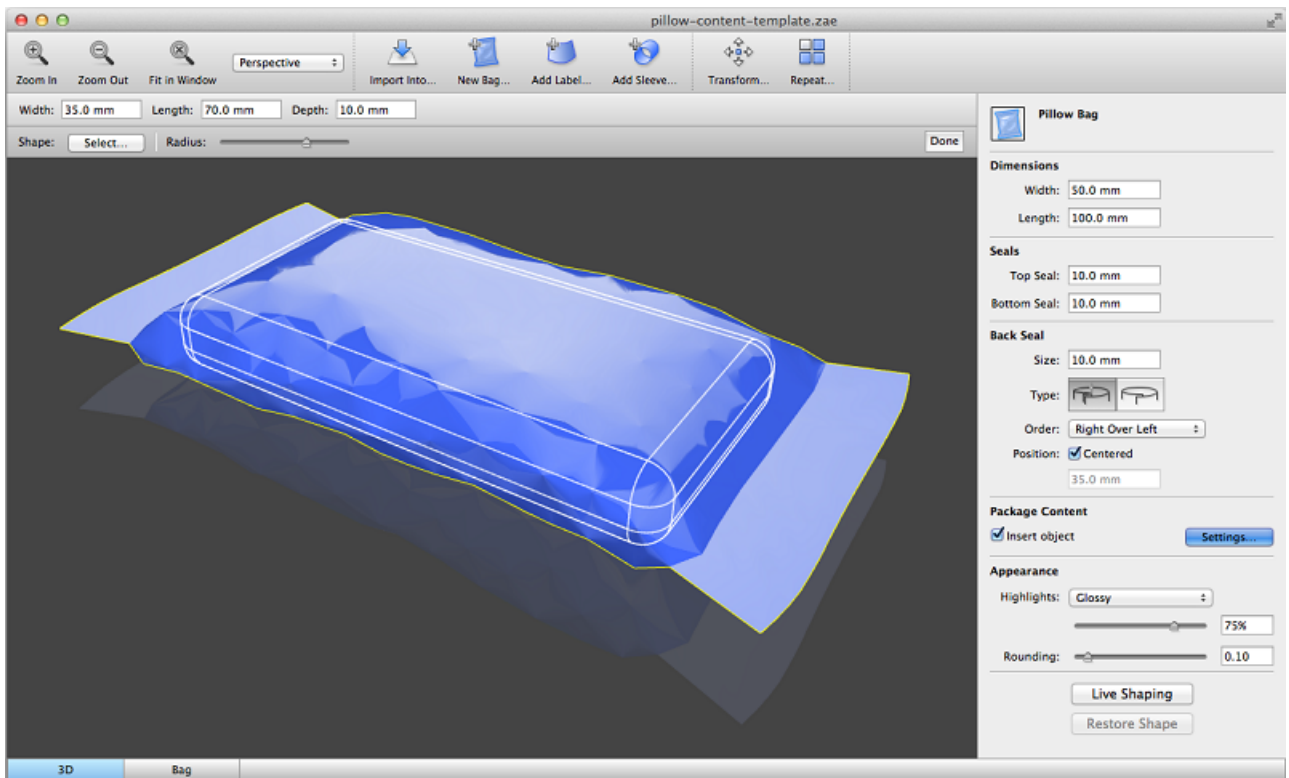 pillow-content-template.zae
Perspective
Zoom In Zoom Out Fit in Window Import Into... New Bag... Add Label... Add Sleeve... Transform... Repeat...
Width: 35.0 mm Length: 70.0 mm Depth: 10.0 mm
Shape: Select... Radius: Done
Pillow Bag
Dimensions
Width: 50.0 mm
Length: 100.0 mm
Seals
Top Seal: 10.0 mm
Bottom Seal: 10.0 mm
Back Seal
Size: 10.0 mm
Type:
Order: Right Over Left
Position: Centered
35.0 mm
Package Content
Insert object Settings...
Appearance
Highlights: Glossy
75%
Rounding: 0.10
Live Shaping
Restore Shape
3D Bag